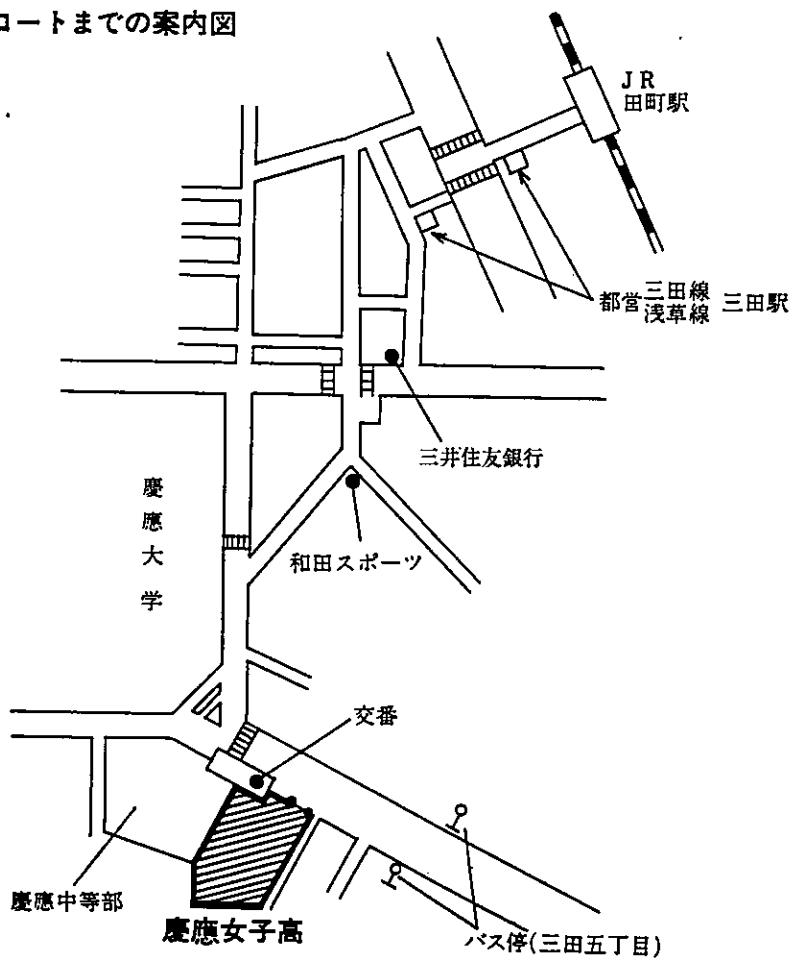 コートまでの案内図
JR
田町駅
都営三田線
浅草線 三田駅
三井住友銀行
和田スポーツ
慶應大学
交番
慶應中等部
慶應女子高
バス停(三田五丁目)